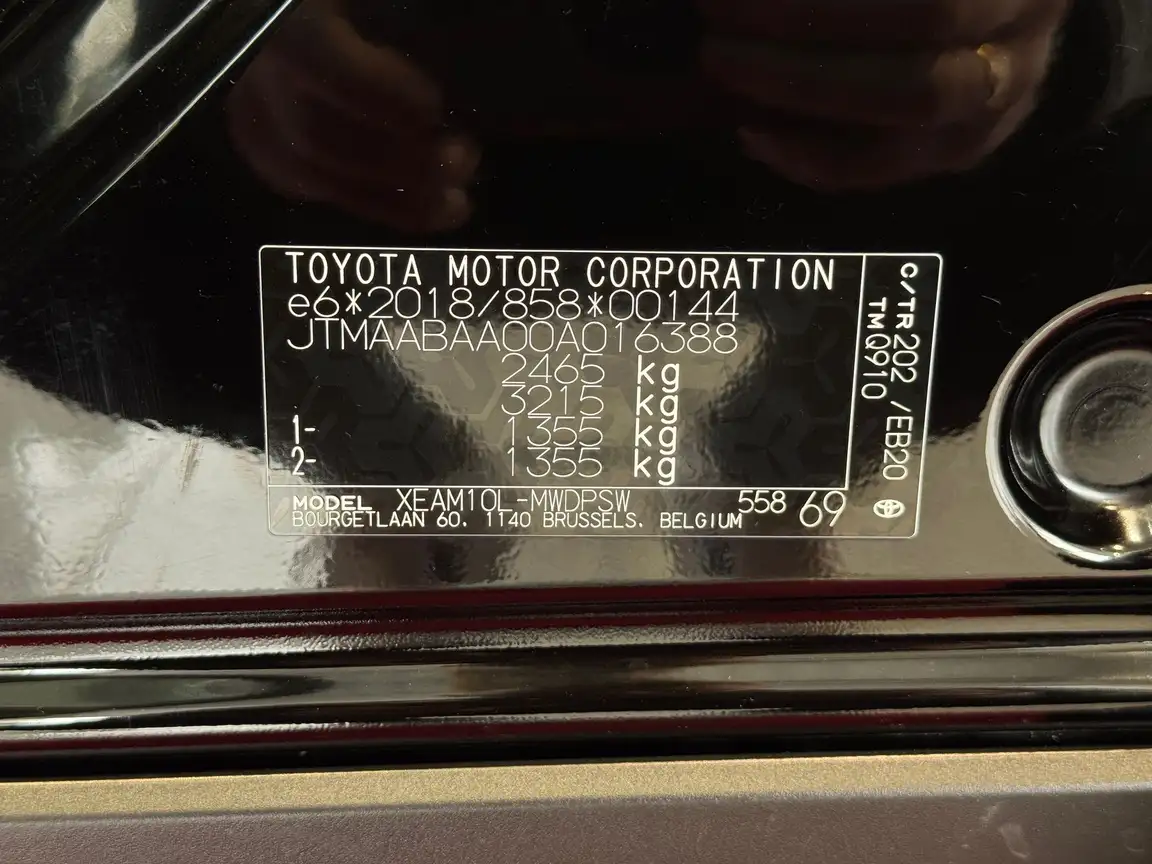 TOYOTA MOTOR CORPORATION
e6*2018/858*00144
JTMAABAA00A016388
2465 kg
3215 kg
1- 1355 kg
2- 1355 kg
MODEL XEAM10L-MWDPSW 558 69
BOURGETLAAN 60, 1140 BRUSSELS, BELGIUM
C/TR 202 /EB20
TMQ910